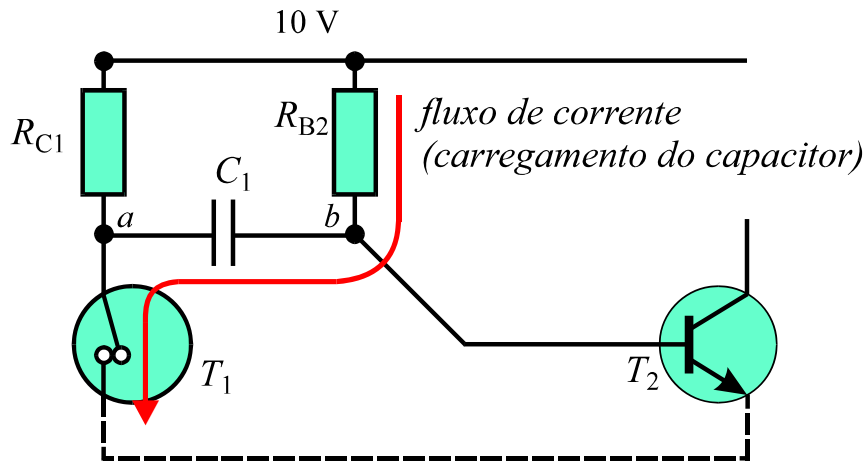 10 V
RC1
RB2
fluxo de corrente
(carregamento do capacitor)
C1
a
b
T1
T2